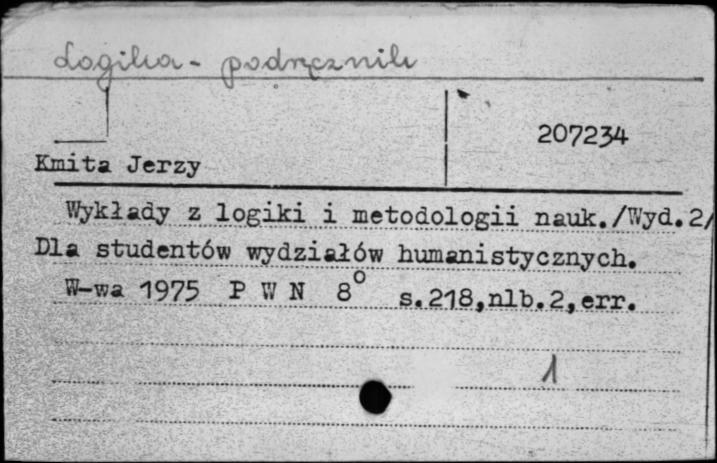 Logika - podręcznik
207234
Kmita Jerzy
Wykłady z logiki i metodologii nauk./Wyd.2/
Dla studentów wydziałów humanistycznych.
W-wa 1975 P W N 8° s.218,nlb.2,err.
1